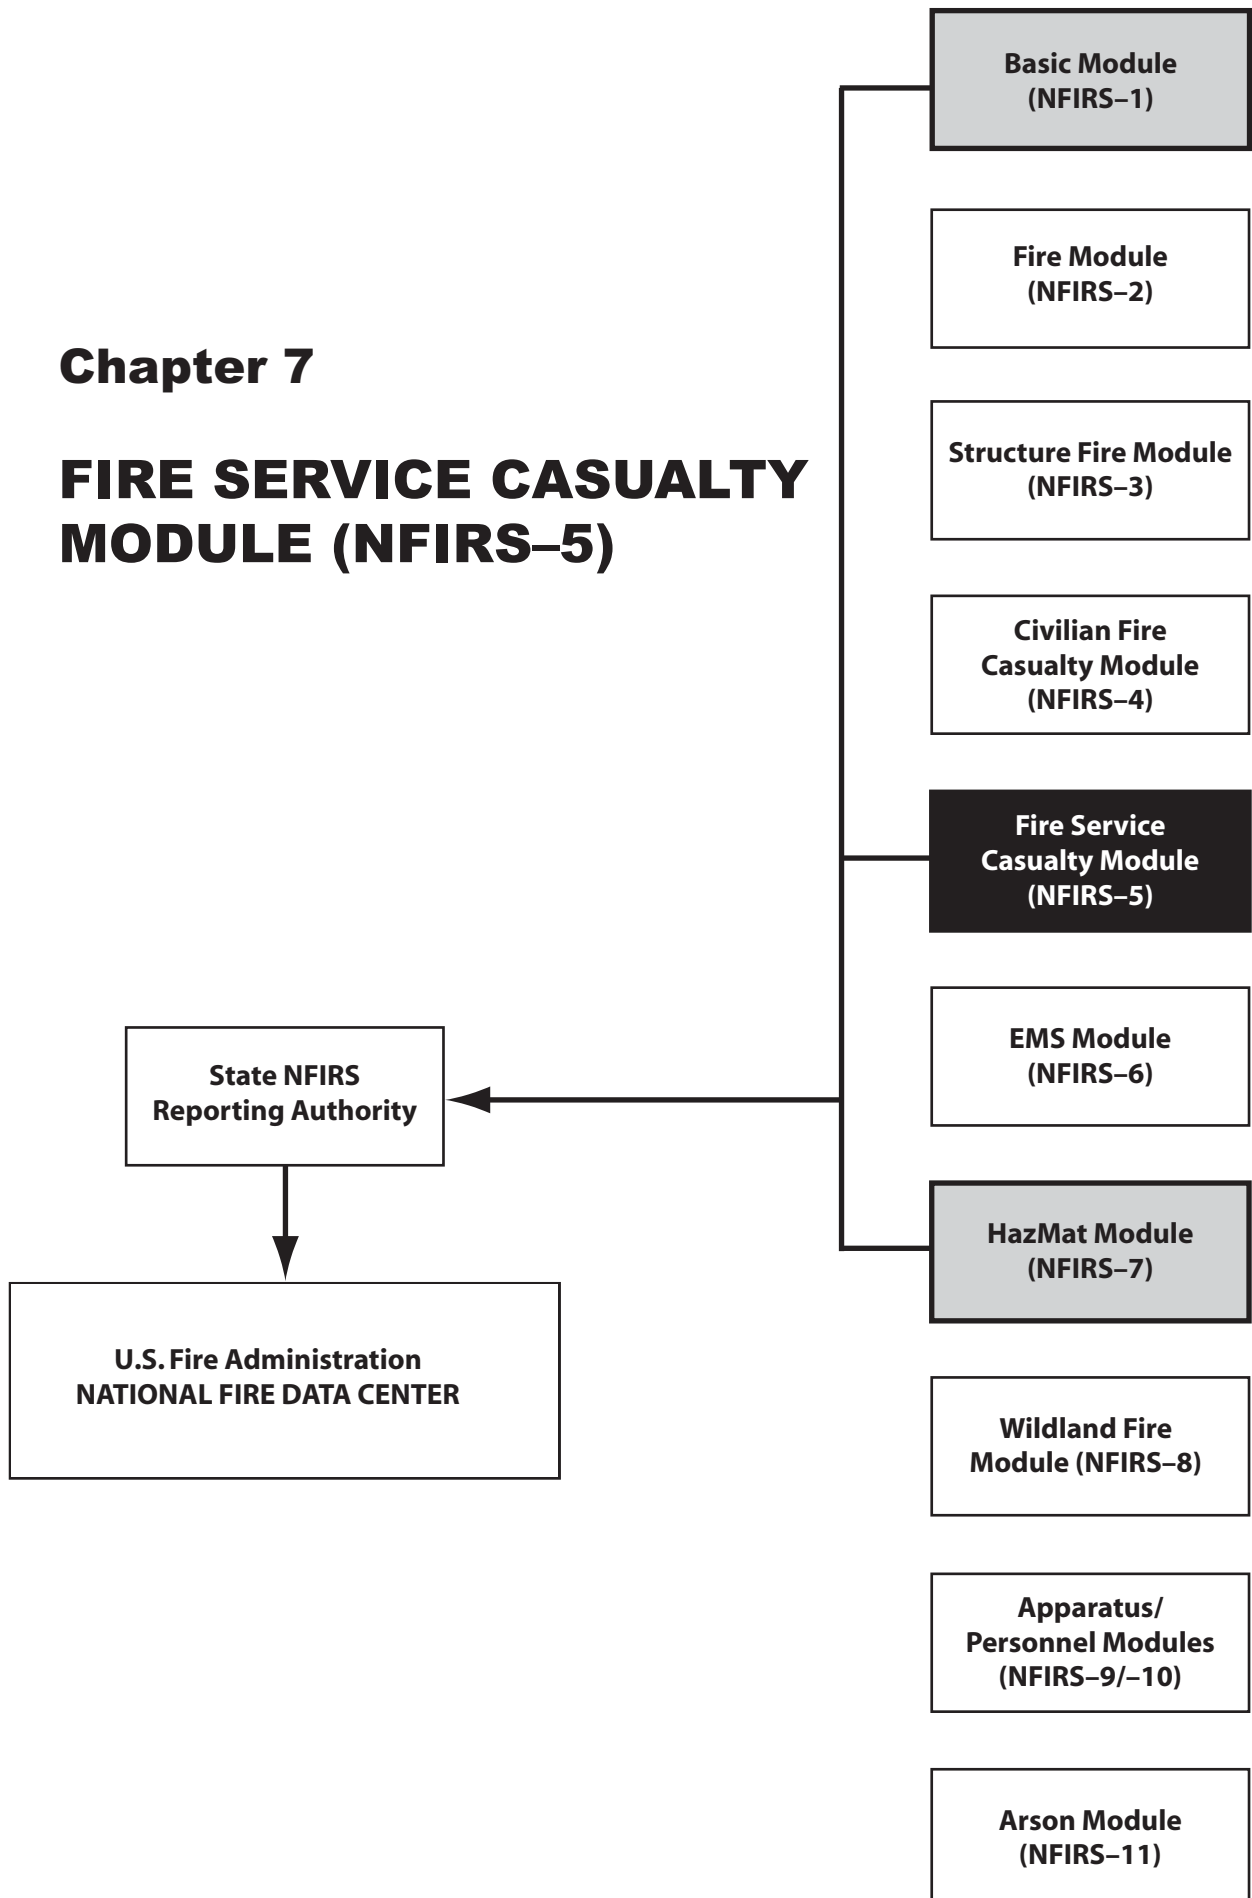 Chapter 7
FIRE SERVICE CASUALTY
MODULE (NFIRS–5)
Basic Module
(NFIRS–1)
Fire Module
(NFIRS–2)
Structure Fire Module
(NFIRS–3)
Civilian Fire
Casualty Module
(NFIRS–4)
Fire Service
Casualty Module
(NFIRS–5)
EMS Module
(NFIRS–6)
HazMat Module
(NFIRS–7)
Wildland Fire
Module (NFIRS–8)
Apparatus/
Personnel Modules
(NFIRS–9/–10)
Arson Module
(NFIRS–11)
State NFIRS
Reporting Authority
U.S. Fire Administration
NATIONAL FIRE DATA CENTER